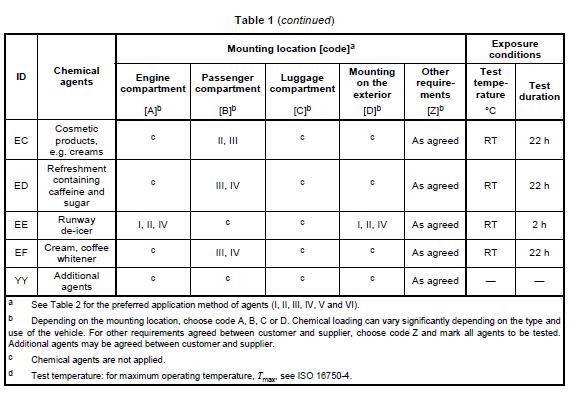 Table 1 (continued)
ID
Chemical agents
Mounting location [code]a
Exposure conditions
Engine compartment
Passenger compartment
Luggage compartment
Mounting on the exterior
Other require-ments
Test tempe-rature
Test duration
[A]b
[B]b
[C]b
[D]b
[Z]b
°C
EC Cosmetic products, e.g. creams c II, III c c As agreed RT 22 h
ED Refreshment containing caffeine and sugar c III, IV c c As agreed RT 22 h
EE Runway de-icer I, II, IV c c I, II, IV As agreed RT 2 h
EF Cream, coffee whitener c III, IV c c As agreed RT 22 h
YY Additional agents c c c c As agreed — —
a See Table 2 for the preferred application method of agents (I, II, III, IV, V and VI).
b Depending on the mounting location, choose code A, B, C or D. Chemical loading can vary significantly depending on the type and
use of the vehicle. For other requirements agreed between customer and supplier, choose code Z and mark all agents to be tested.
Additional agents may be agreed between customer and supplier.
c Chemical agents are not applied.
d Test temperature: for maximum operating temperature, Tmax, see ISO 16750-4.